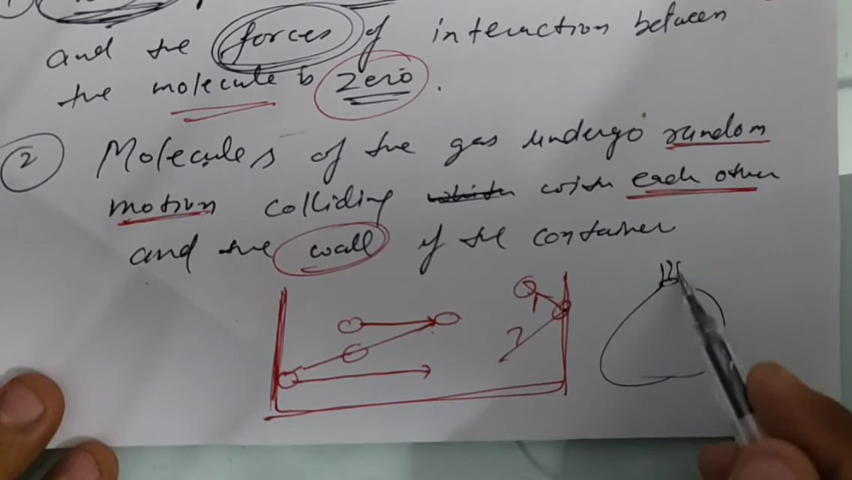 and the forces of interaction between
the molecule is zero.
② Molecules of the gas undergo random
motion colliding with each other
and the wall of the container